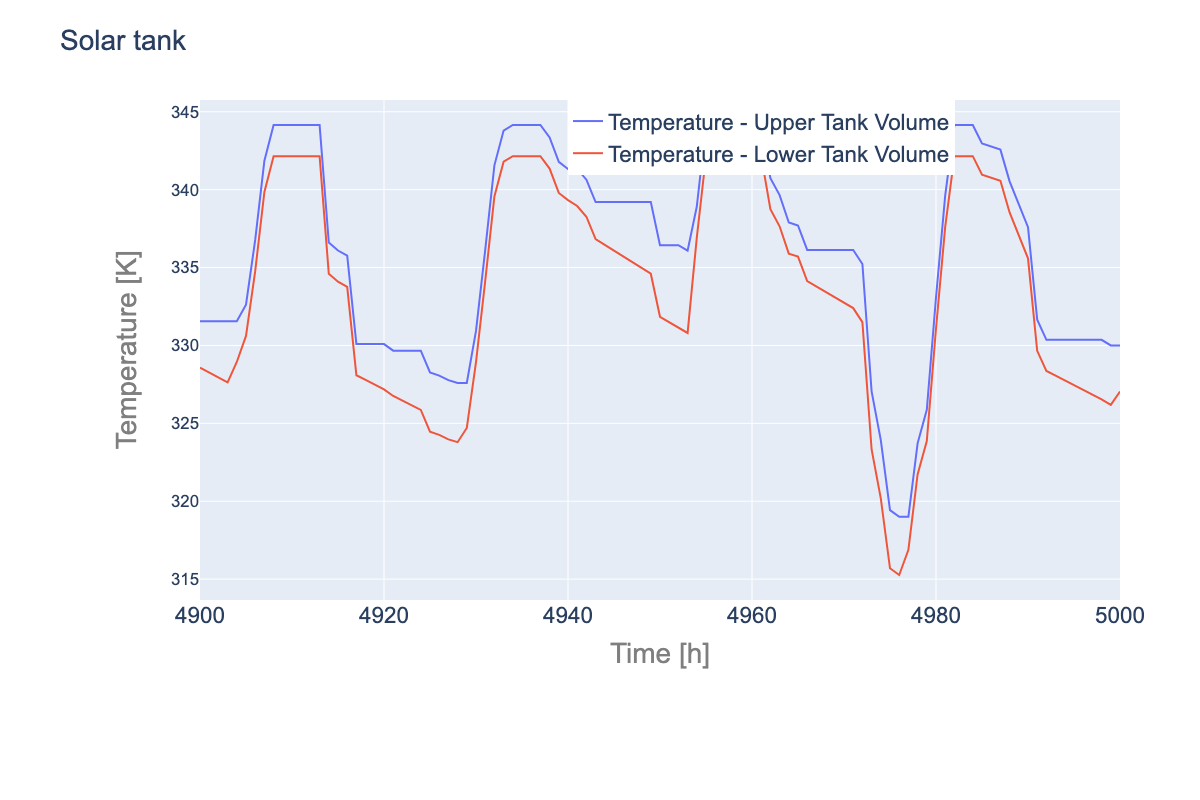 Solar tank
Temperature - Upper Tank Volume
Temperature - Lower Tank Volume
345
340
335
330
325
320
315
Temperature [K]
4900 4920 4940 4960 4980 5000
Time [h]